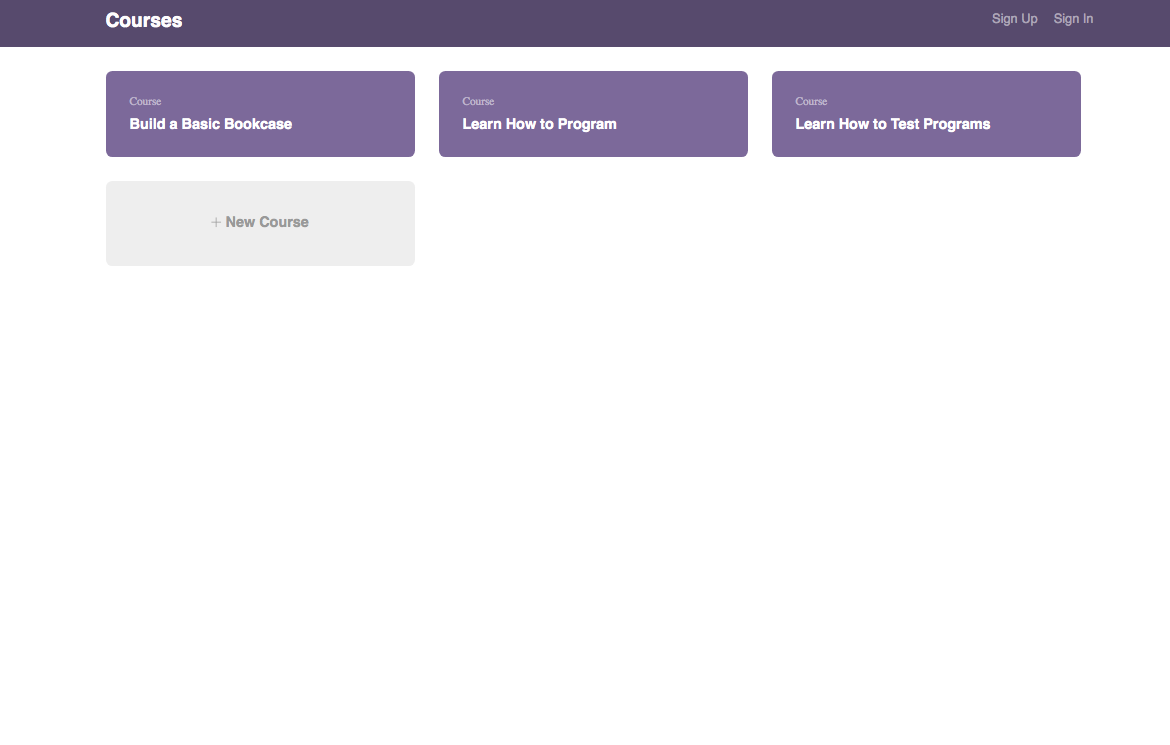 Courses
Sign Up
Sign In
Course
Build a Basic Bookcase
Course
Learn How to Program
Course
Learn How to Test Programs
+ New Course